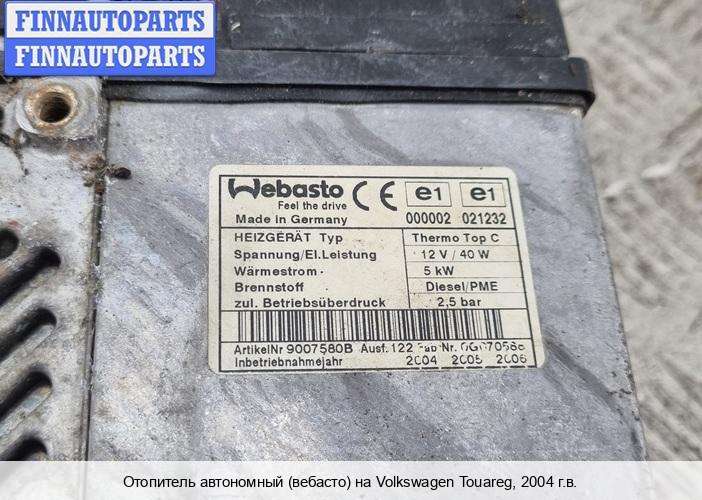 FINNAUTOPARTS
FINNAUTOPARTS
Webasto CE e1 e1
Feel the drive
Made in Germany 000002 021232
HEIZGERÄT Typ Thermo Top C
Spannung/El.Leistung 12 V / 40 W
Wärmestrom 5 kW
Brennstoff Diesel/PME
zul. Betriebsüberdruck 2,5 bar
ArtikelNr 9007580B Ausf. 122 Nr.
Inbetriebnahmejahr 2004 2005 2006
Отопитель автономный (вебасто) на Volkswagen Touareg, 2004 г.в.